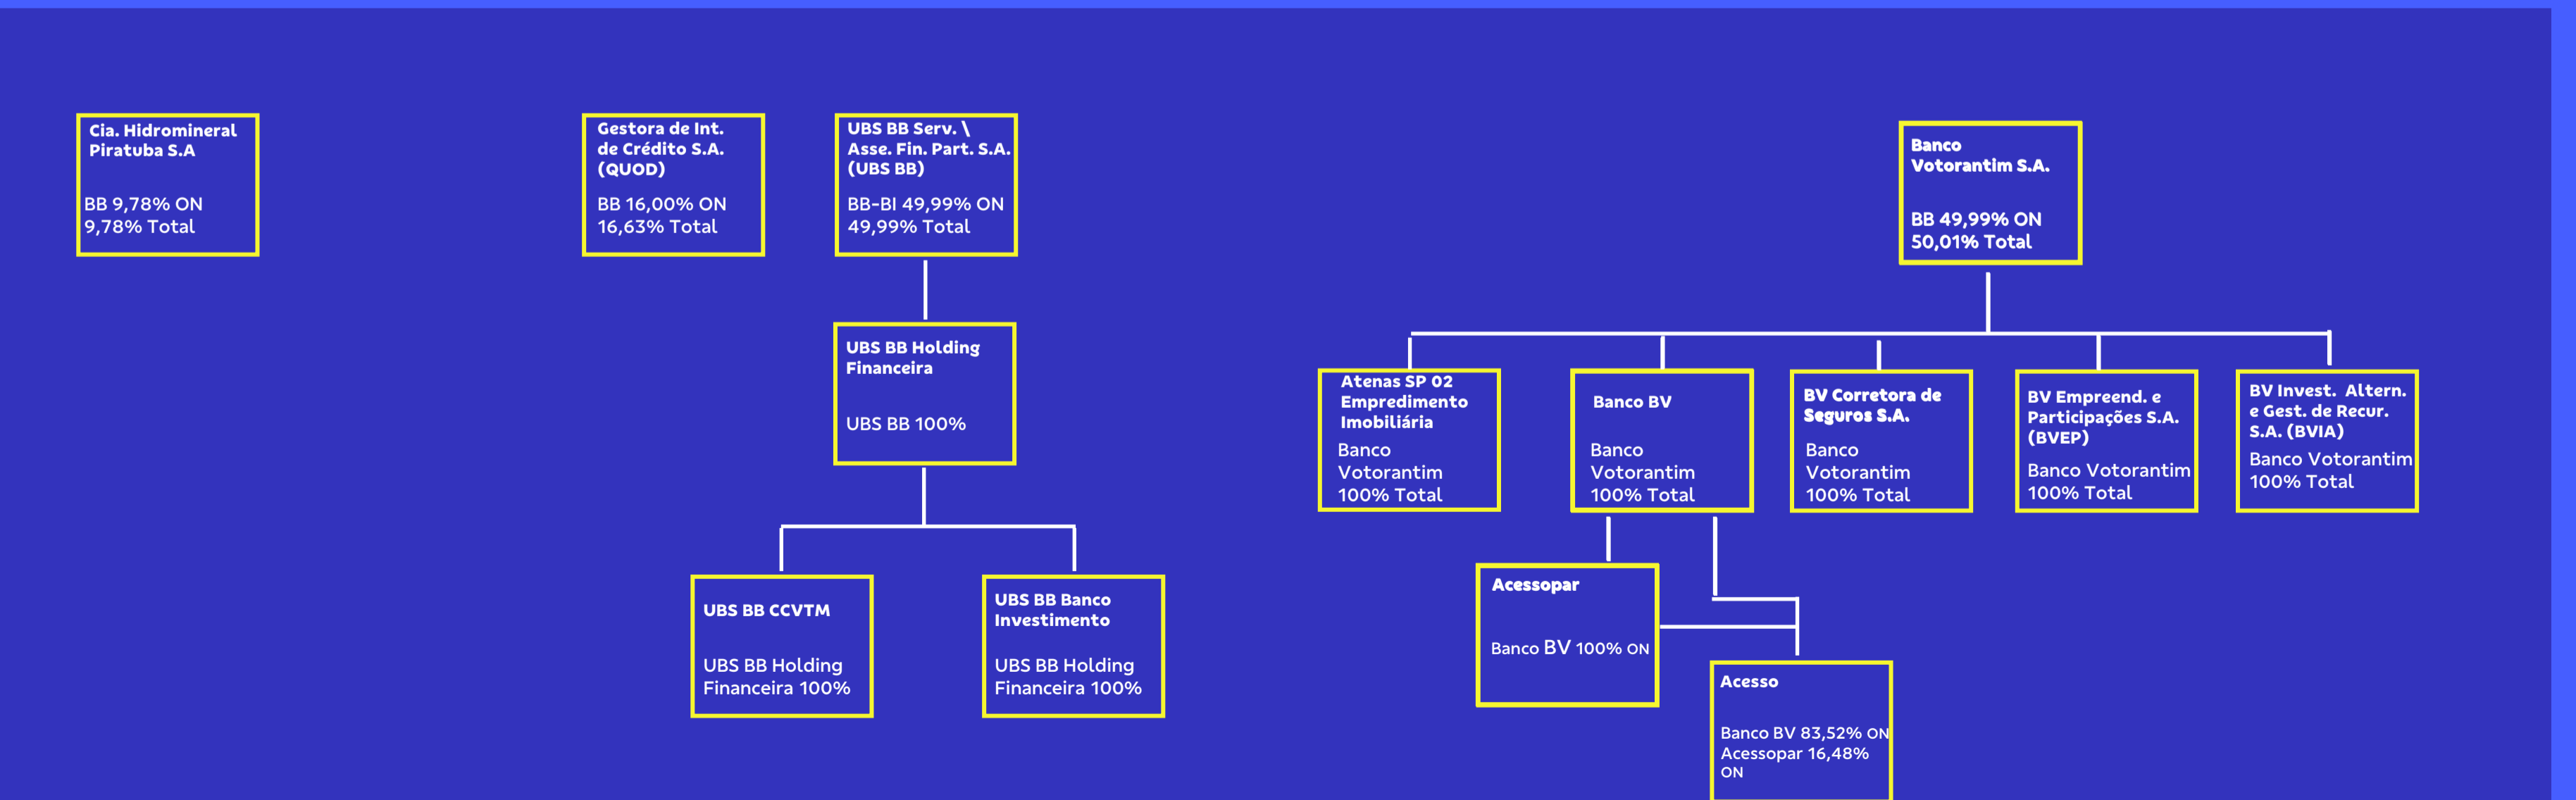 Cia. Hidromineral
Piratuba S.A
BB 9,78% ON
9,78% Total
Gestora de Int.
de Crédito S.A.
(QUOD)
BB 16,00% ON
16,63% Total
UBS BB Serv. \
Asse. Fin. Part. S.A.
(UBS BB)
BB-BI 49,99% ON
49,99% Total
Banco
Votorantim S.A.
BB 49,99% ON
50,01% Total
UBS BB Holding
Financeira
UBS BB 100%
Atenas SP 02
Empredimento
Imobiliária
Banco
Votorantim
100% Total
Banco BV
Banco
Votorantim
100% Total
BV Corretora de
Seguros S.A.
Banco
Votorantim
100% Total
BV Empreend. e
Participações S.A.
(BVEP)
Banco Votorantim
100% Total
BV Invest. Altern.
e Gest. de Recur.
S.A. (BVIA)
Banco Votorantim
100% Total
UBS BB CCVTM
UBS BB Holding
Financeira 100%
UBS BB Banco
Investimento
UBS BB Holding
Financeira 100%
Acessopar
Banco BV 100% ON
Acesso
Banco BV 83,52% ON
Acessopar 16,48%
ON